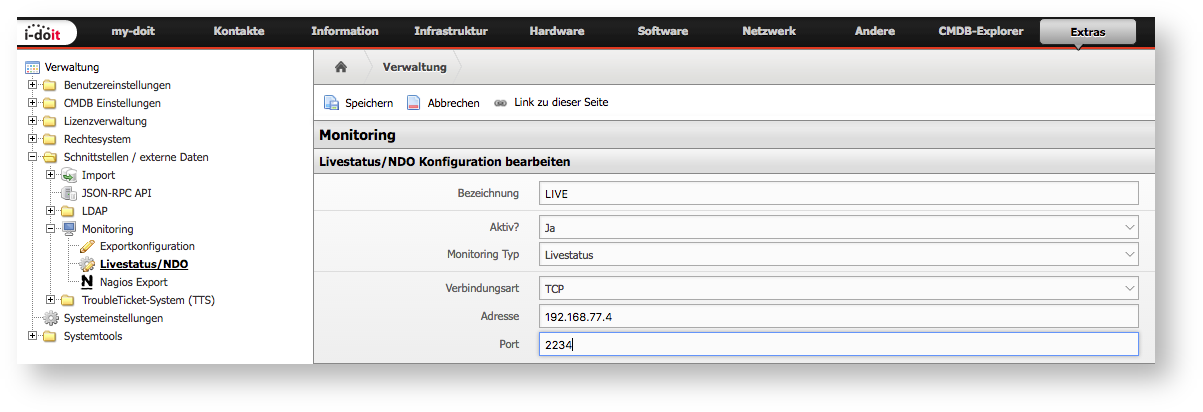 i-doit my-doit Kontakte Information Infrastruktur Hardware Software Netzwerk Andere CMDB-Explorer Extras
Verwaltung
Benutzereinstellungen
CMDB Einstellungen
Lizenzverwaltung
Rechtesystem
Schnittstellen / externe Daten
Import
JSON-RPC API
LDAP
Monitoring
Exportkonfiguration
Livestatus/NDO
N Nagios Export
TroubleTicket-System (TTS)
Systemeinstellungen
Systemtools
Verwaltung
Speichern Abbrechen Link zu dieser Seite
Monitoring
Livestatus/NDO Konfiguration bearbeiten
Bezeichnung LIVE
Aktiv? Ja
Monitoring Typ Livestatus
Verbindungsart TCP
Adresse 192.168.77.4
Port 2234